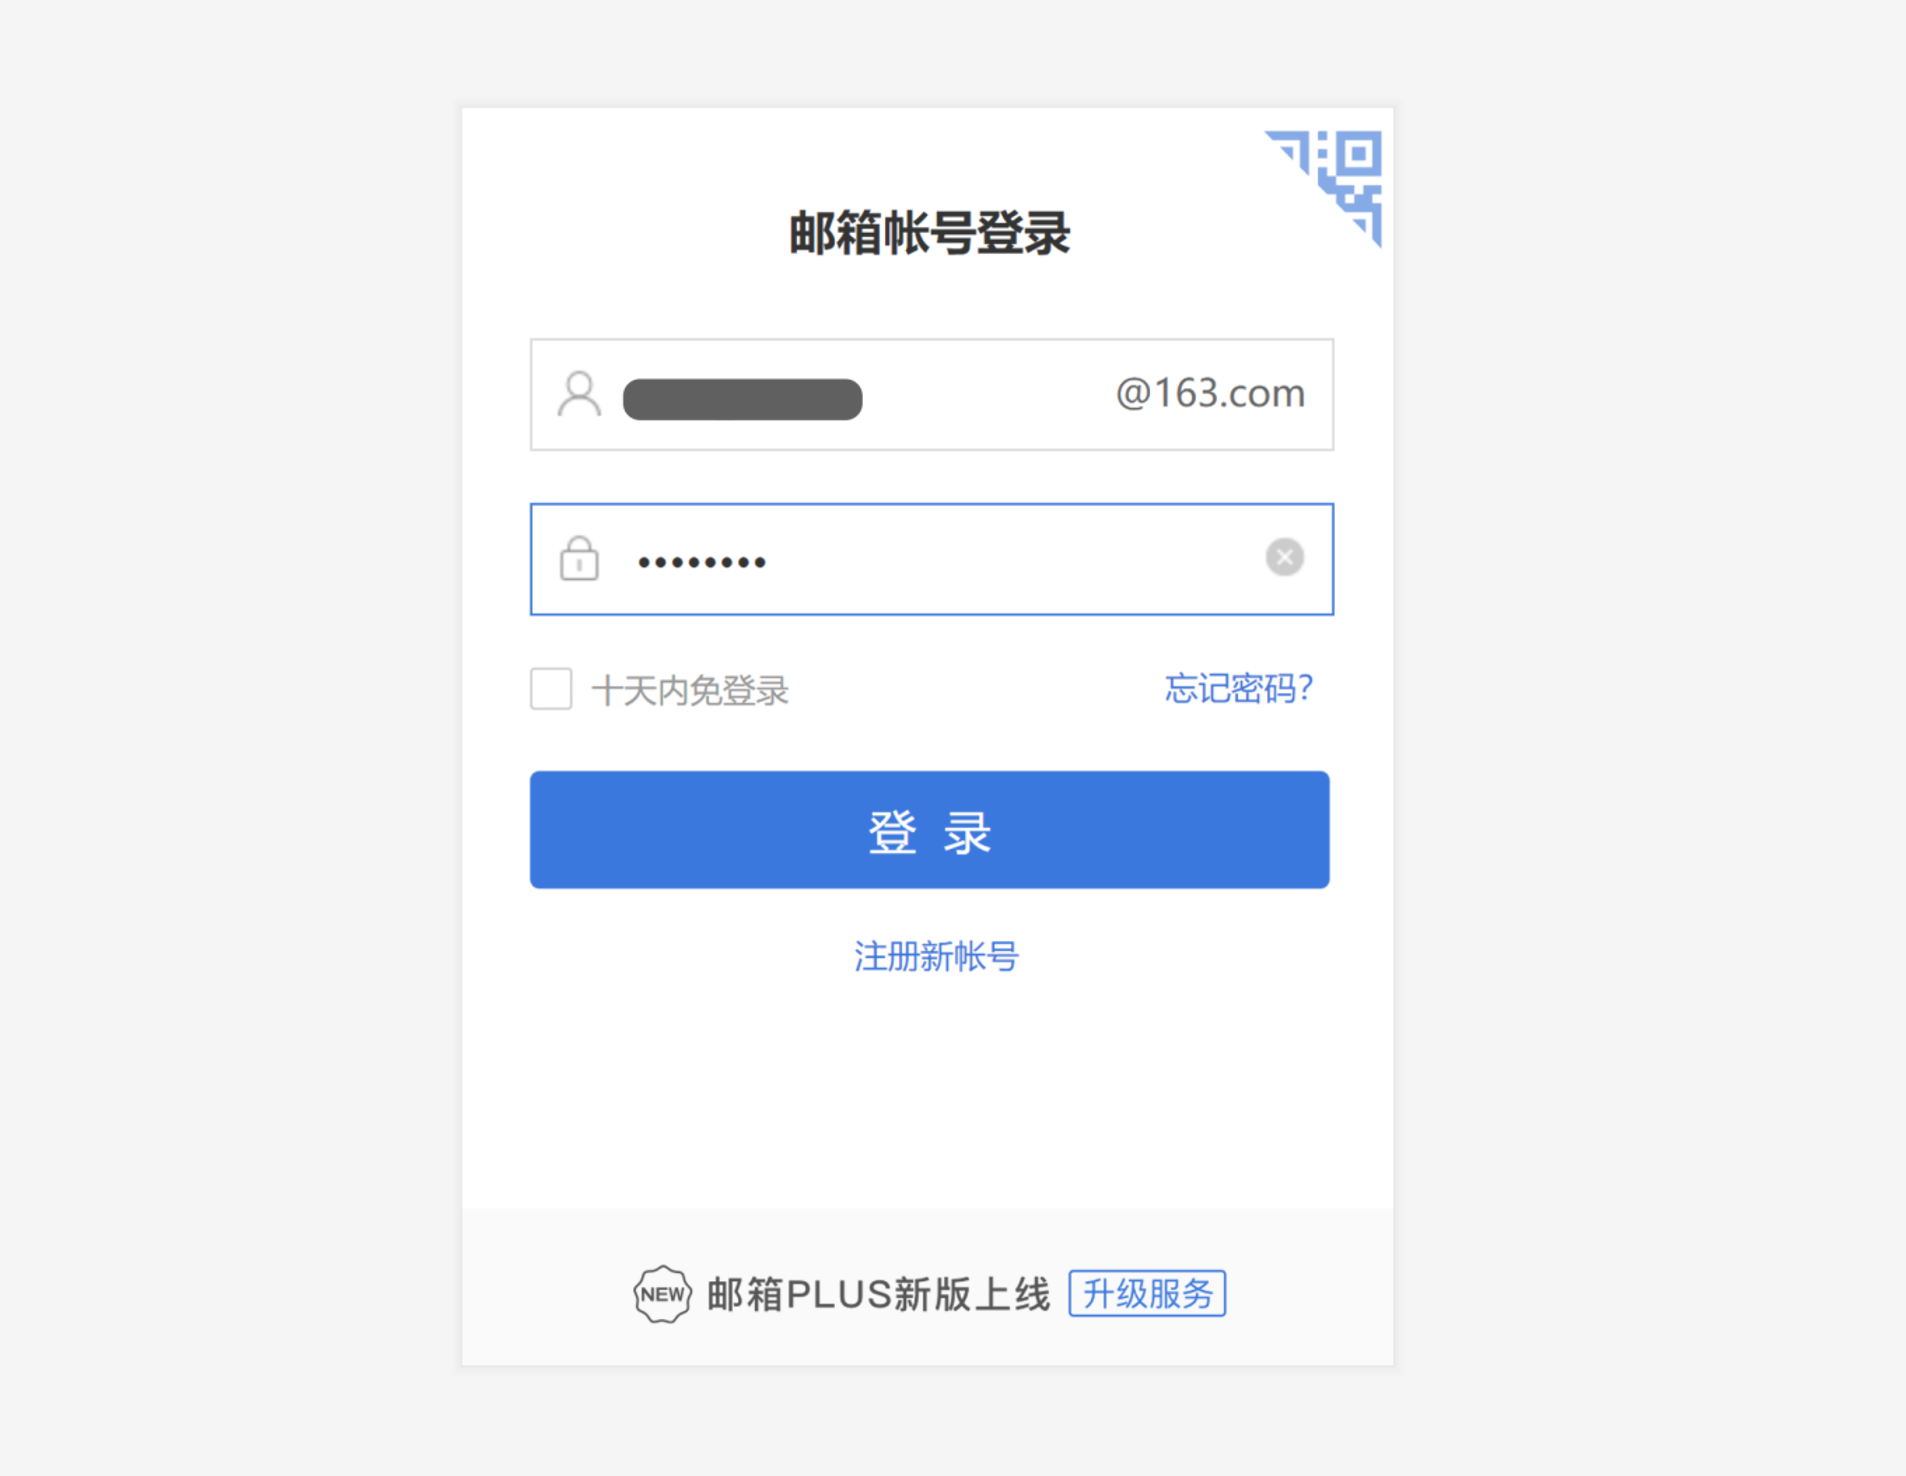 邮箱帐号登录
@163.com
••••••••
十天内免登录 忘记密码?
登 录
注册新帐号
NEW 邮箱PLUS新版上线 升级服务